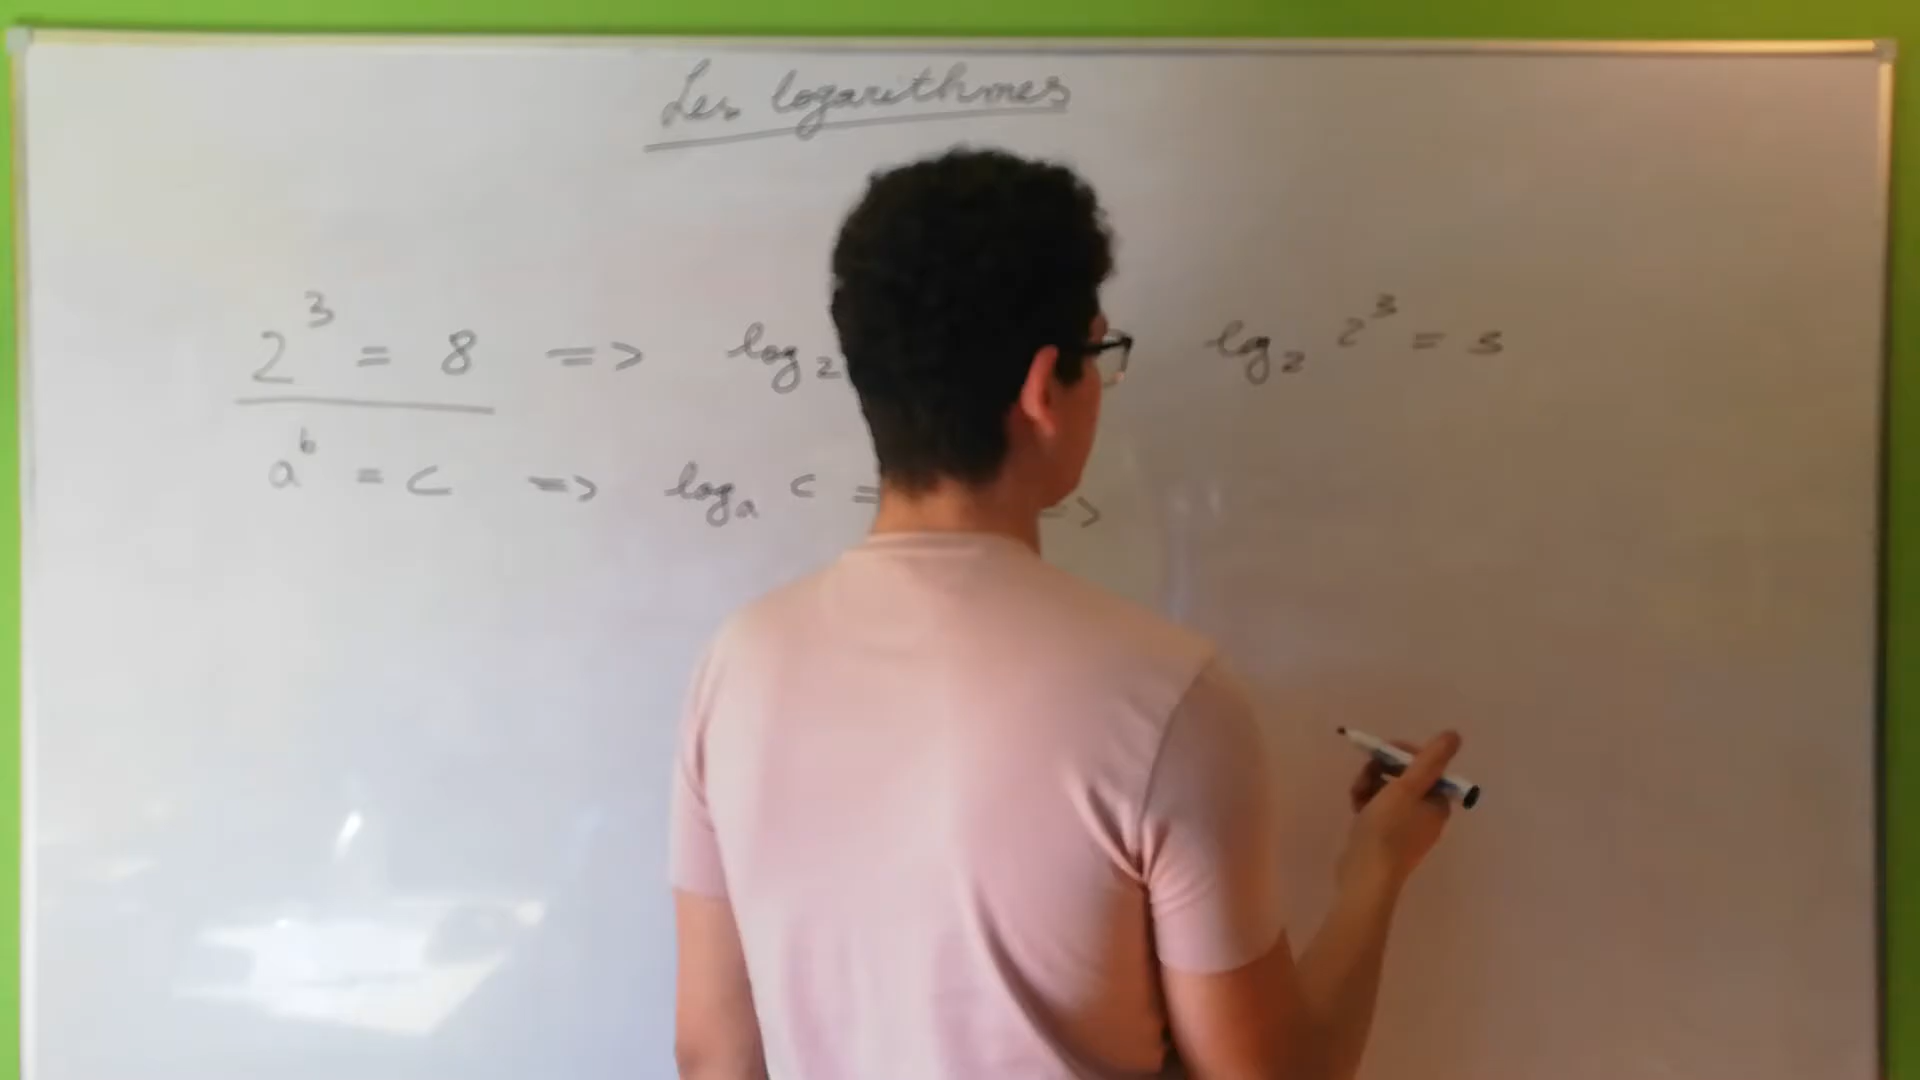 Les logarithmes
2³ = 8 => log₂ log₂ 2³ = 3
aᵇ = c => logₐ c = =>